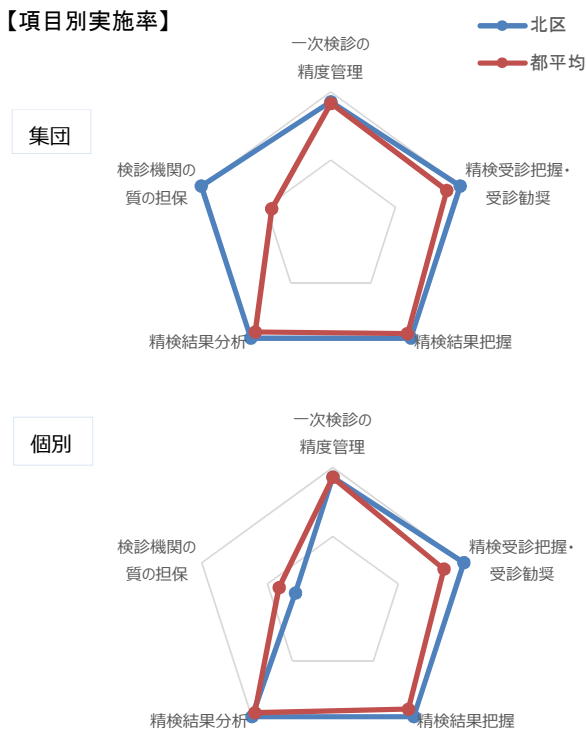 【項目別実施率】
北区
都平均
集団
一次検診の
精度管理
精検受診把握・
受診勧奨
精検結果把握
精検結果分析
検診機関の
質の担保
個別
一次検診の
精度管理
精検受診把握・
受診勧奨
精検結果把握
精検結果分析
検診機関の
質の担保